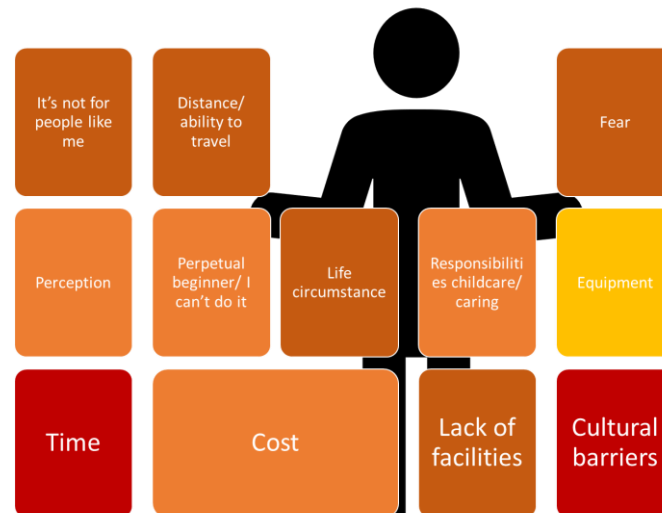 It's not for
people like
me
Distance/
ability to
travel
Fear
Perception
Perpetual
beginner/ I
can't do it
Life
circumstance
Responsibiliti
es childcare/
caring
Equipment
Time
Cost
Lack of
facilities
Cultural
barriers